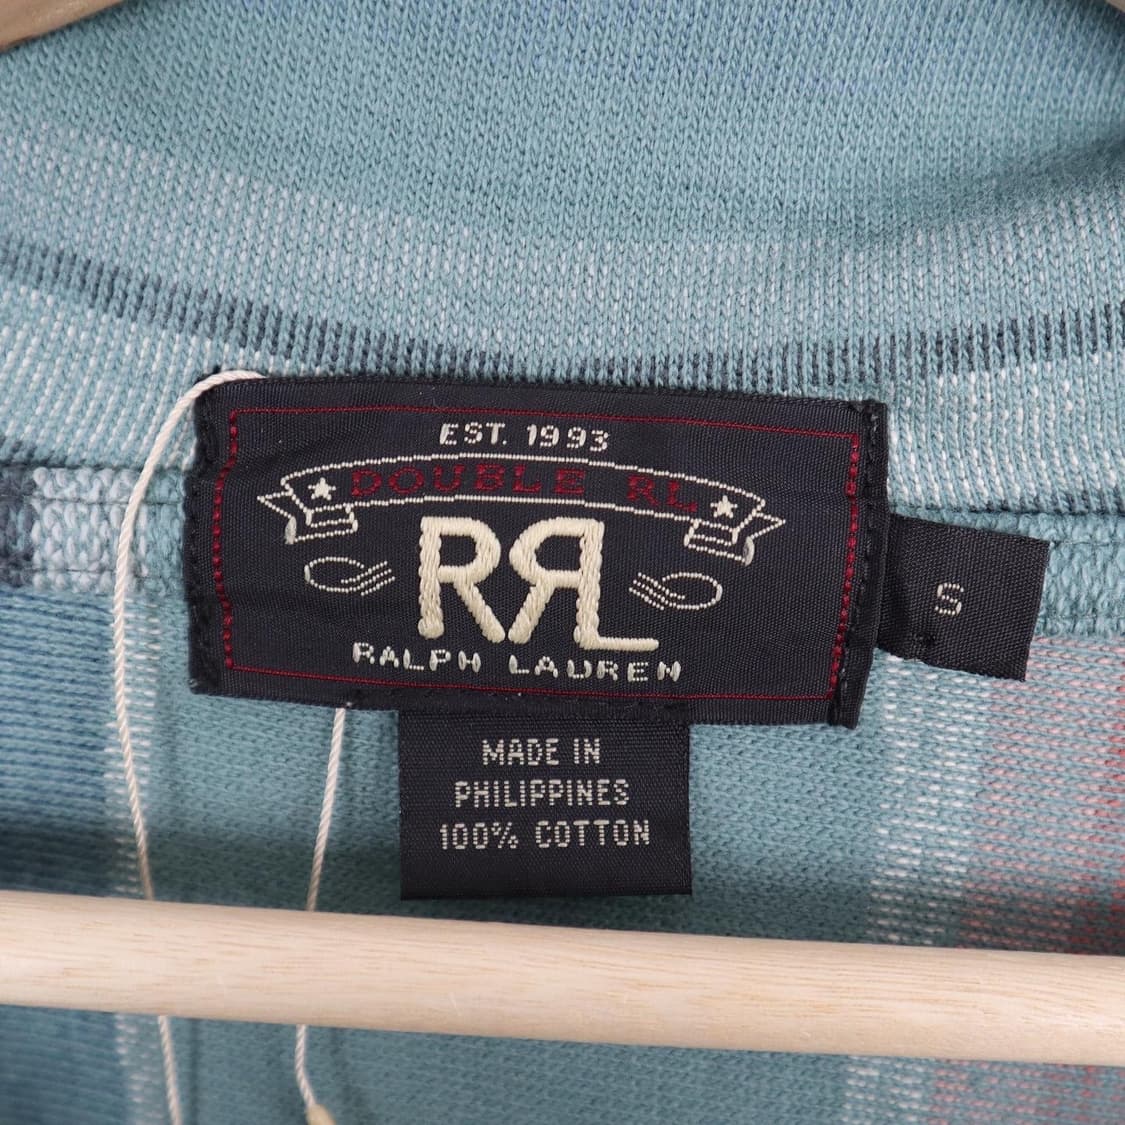 EST. 1993
DOUBLE RL
RRL
RALPH LAUREN
S
MADE IN
PHILIPPINES
100% COTTON